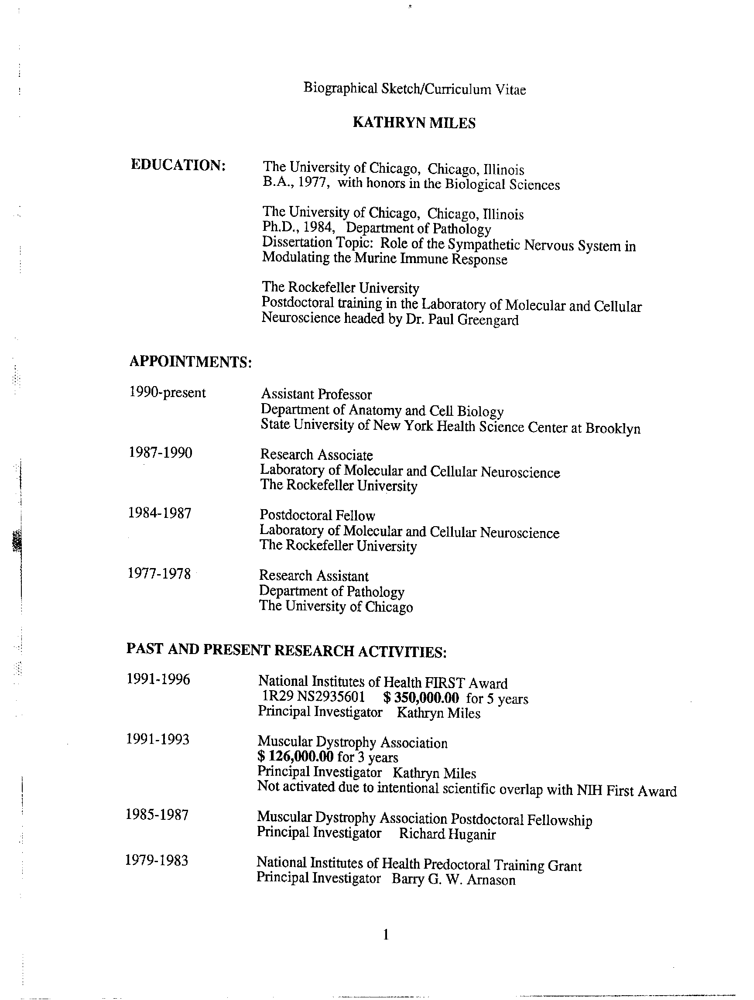 Biographical Sketch/Curriculum Vitae
KATHRYN MILES
EDUCATION: The University of Chicago, Chicago, Illinois
B.A., 1977, with honors in the Biological Sciences
The University of Chicago, Chicago, Illinois
Ph.D., 1984, Department of Pathology
Dissertation Topic: Role of the Sympathetic Nervous System in
Modulating the Murine Immune Response
The Rockefeller University
Postdoctoral training in the Laboratory of Molecular and Cellular
Neuroscience headed by Dr. Paul Greengard
APPOINTMENTS:
1990-present Assistant Professor
Department of Anatomy and Cell Biology
State University of New York Health Science Center at Brooklyn
1987-1990 Research Associate
Laboratory of Molecular and Cellular Neuroscience
The Rockefeller University
1984-1987 Postdoctoral Fellow
Laboratory of Molecular and Cellular Neuroscience
The Rockefeller University
1977-1978 Research Assistant
Department of Pathology
The University of Chicago
PAST AND PRESENT RESEARCH ACTIVITIES:
1991-1996 National Institutes of Health FIRST Award
1R29 NS2935601 $ 350,000.00 for 5 years
Principal Investigator Kathryn Miles
1991-1993 Muscular Dystrophy Association
$ 126,000.00 for 3 years
Principal Investigator Kathryn Miles
Not activated due to intentional scientific overlap with NIH First Award
1985-1987 Muscular Dystrophy Association Postdoctoral Fellowship
Principal Investigator Richard Huganir
1979-1983 National Institutes of Health Predoctoral Training Grant
Principal Investigator Barry G. W. Arnason
1